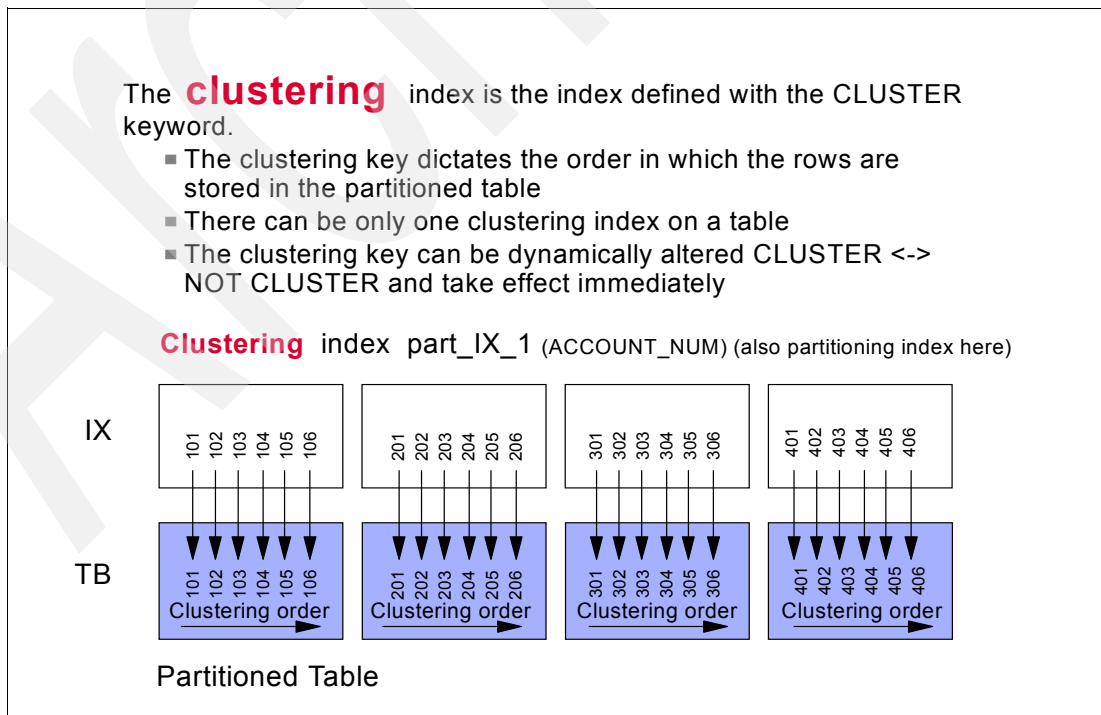 The clustering index is the index defined with the CLUSTER
keyword.
The clustering key dictates the order in which the rows are
stored in the partitioned table
There can be only one clustering index on a table
The clustering key can be dynamically altered CLUSTER <->
NOT CLUSTER and take effect immediately
Clustering index part_IX_1 (ACCOUNT_NUM) (also partitioning index here)
IX
101 102 103 104 105 106 201 202 203 204 205 206 301 302 303 304 305 306 401 402 403 404 405 406
TB
101 102 103 104 105 106 201 202 203 204 205 206 301 302 303 304 305 306 401 402 403 404 405 406
Clustering order Clustering order Clustering order Clustering order
Partitioned Table